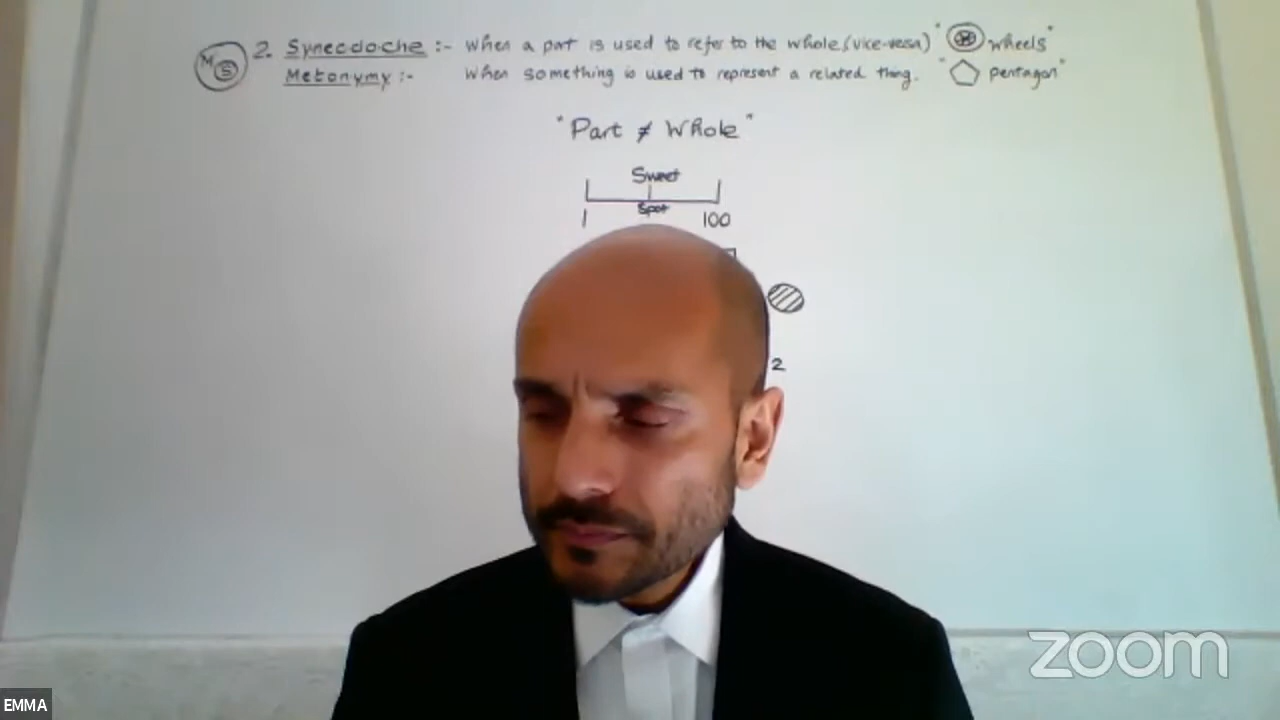 M S 2. Synecdoche :- When a part is used to refer to the whole. (vice-versa) " wheels"
Metonymy :- When something is used to represent a related thing. " pentagon"
"Part ≠ Whole"
Sweet
Spot
1 100
2
EMMA
zoom